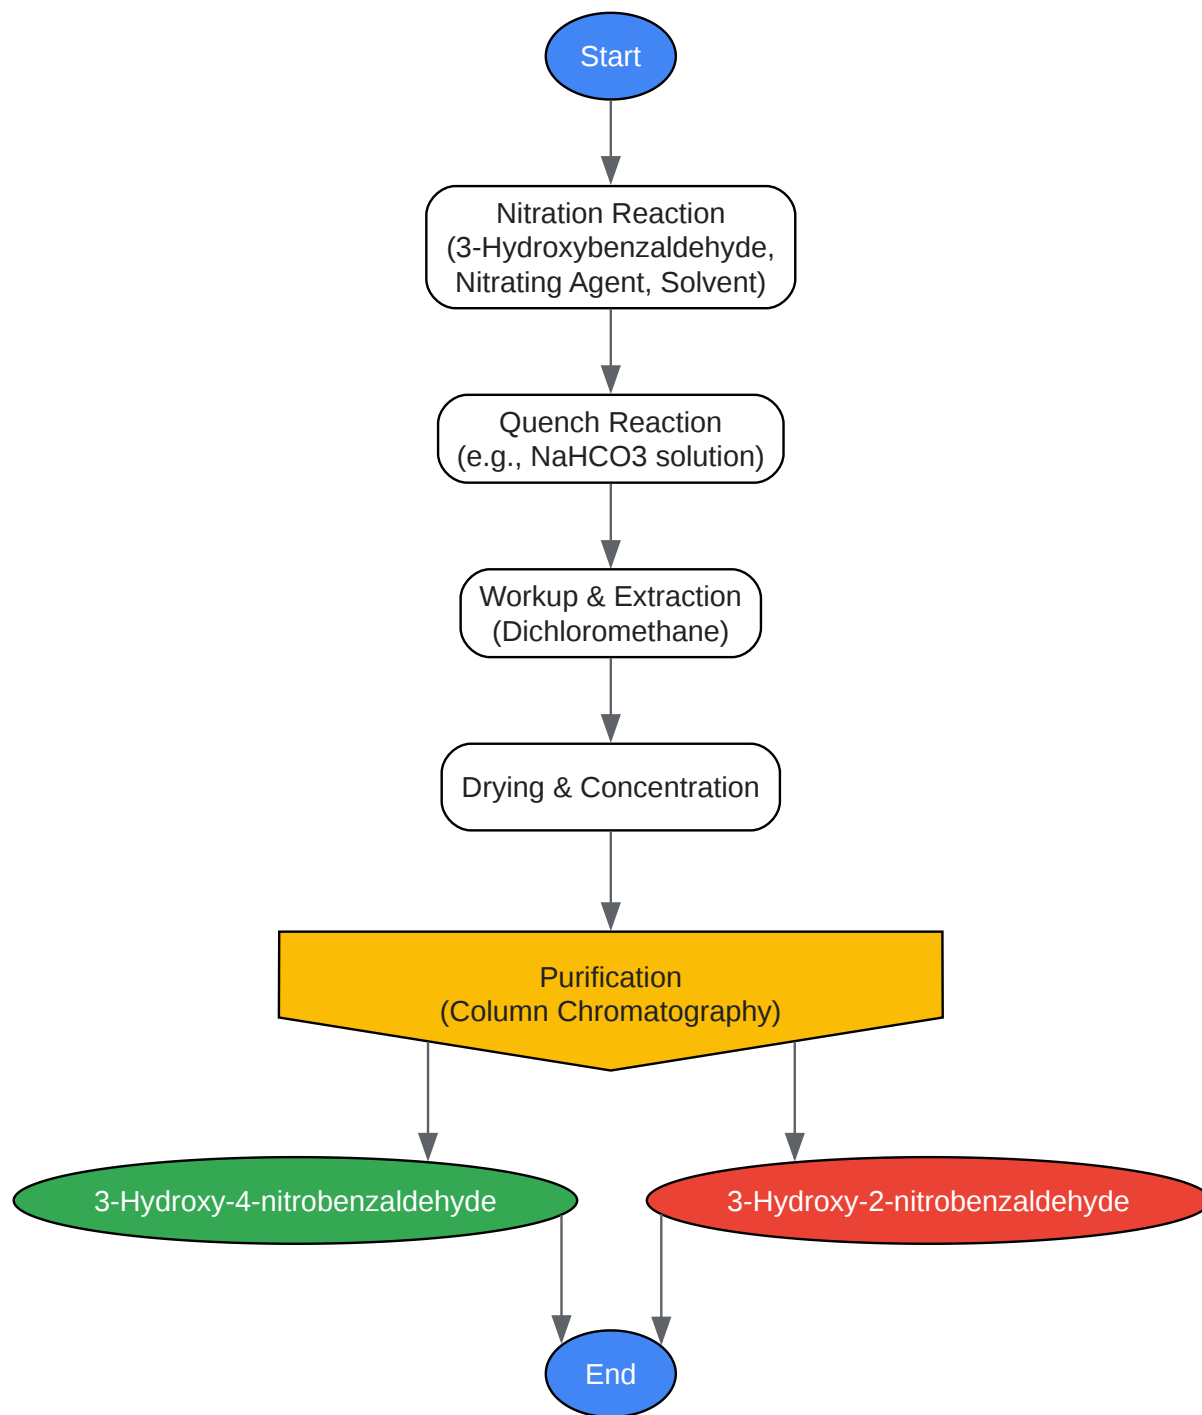 Start
Nitration Reaction
(3-Hydroxybenzaldehyde,
Nitrating Agent, Solvent)
Quench Reaction
(e.g., NaHCO3 solution)
Workup & Extraction
(Dichloromethane)
Drying & Concentration
Purification
(Column Chromatography)
3-Hydroxy-4-nitrobenzaldehyde
3-Hydroxy-2-nitrobenzaldehyde
End